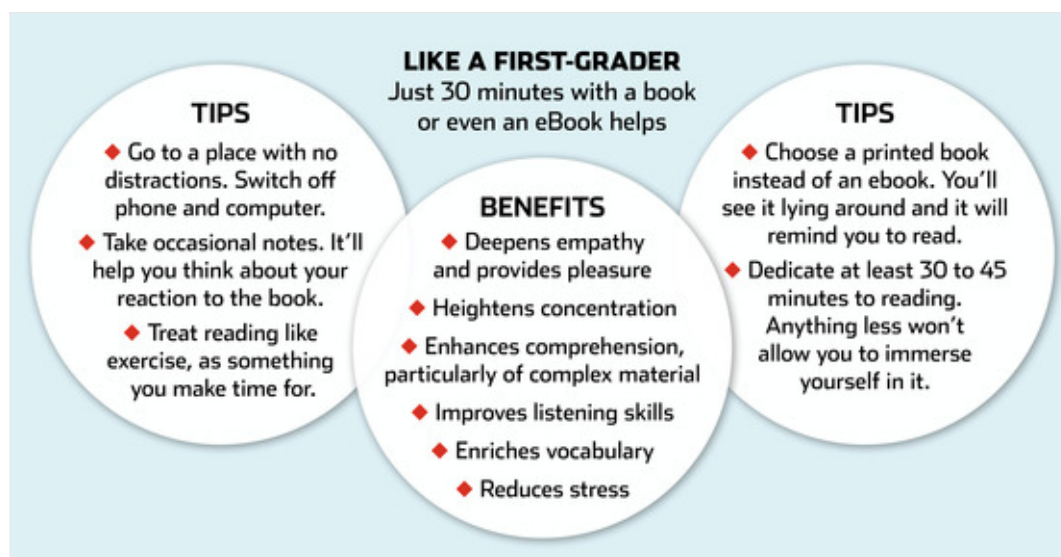 LIKE A FIRST-GRADER
Just 30 minutes with a book
or even an eBook helps
TIPS
◆ Go to a place with no
distractions. Switch off
phone and computer.
◆ Take occasional notes. It'll
help you think about your
reaction to the book.
◆ Treat reading like
exercise, as something
you make time for.
BENEFITS
◆ Deepens empathy
and provides pleasure
◆ Heightens concentration
◆ Enhances comprehension,
particularly of complex material
◆ Improves listening skills
◆ Enriches vocabulary
◆ Reduces stress
TIPS
◆ Choose a printed book
instead of an ebook. You'll
see it lying around and it will
remind you to read.
◆ Dedicate at least 30 to 45
minutes to reading.
Anything less won't
allow you to immerse
yourself in it.